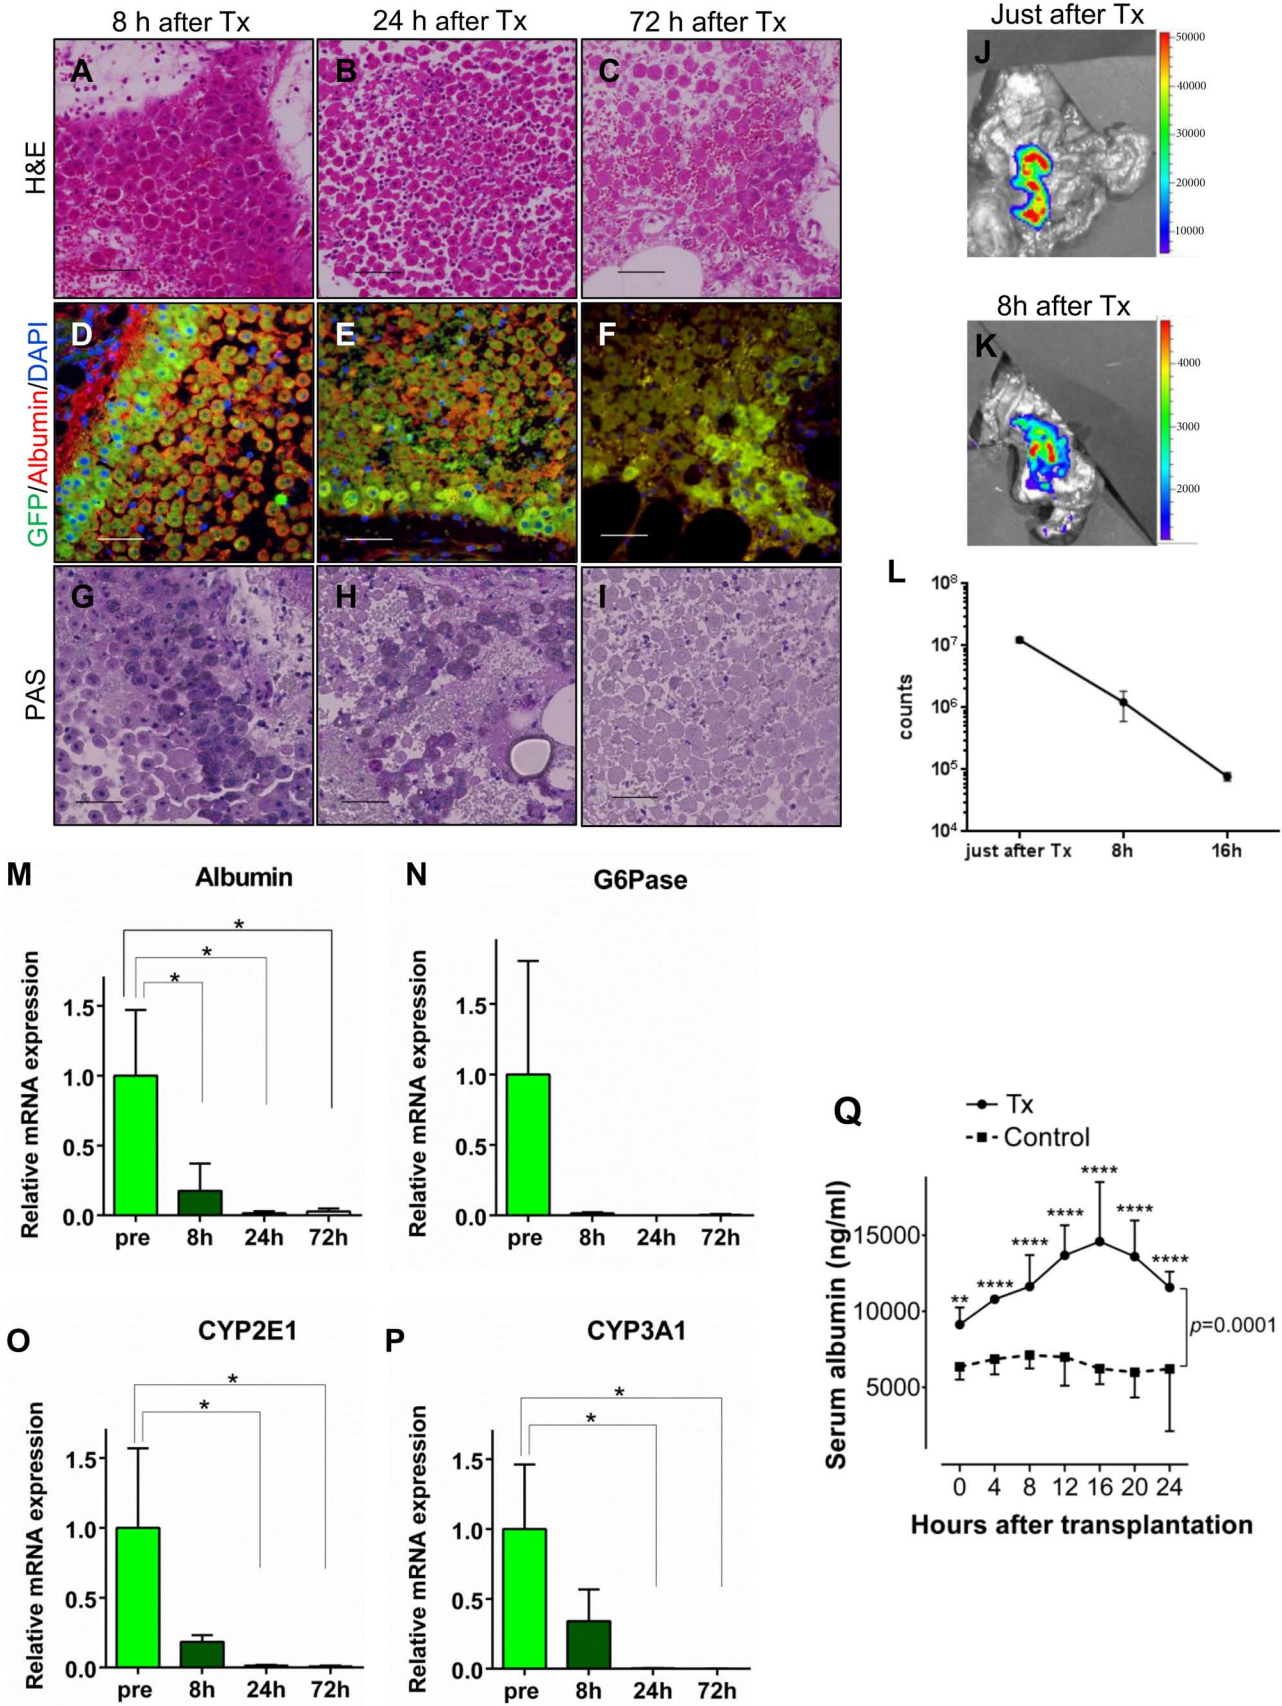 8 h after Tx
24 h after Tx
72 h after Tx
Just after Tx
H&E
A
B
C
J
50000
40000
30000
20000
10000
GFP/Albumin/DAPI
D
E
F
8h after Tx
K
4000
3000
2000
PAS
G
H
I
L
counts
10⁸
10⁷
10⁶
10⁵
10⁴
just after Tx
8h
16h
M
Albumin
Relative mRNA expression
1.5
1.0
0.5
0.0
*
*
*
pre
8h
24h
72h
N
G6Pase
Relative mRNA expression
1.5
1.0
0.5
0.0
pre
8h
24h
72h
O
CYP2E1
Relative mRNA expression
1.5
1.0
0.5
0.0
*
*
pre
8h
24h
72h
P
CYP3A1
Relative mRNA expression
1.5
1.0
0.5
0.0
*
*
pre
8h
24h
72h
Q
Tx
Control
Serum albumin (ng/ml)
15000
10000
5000
**
****
****
****
****
****
****
p=0.0001
0
4
8
12
16
20
24
Hours after transplantation